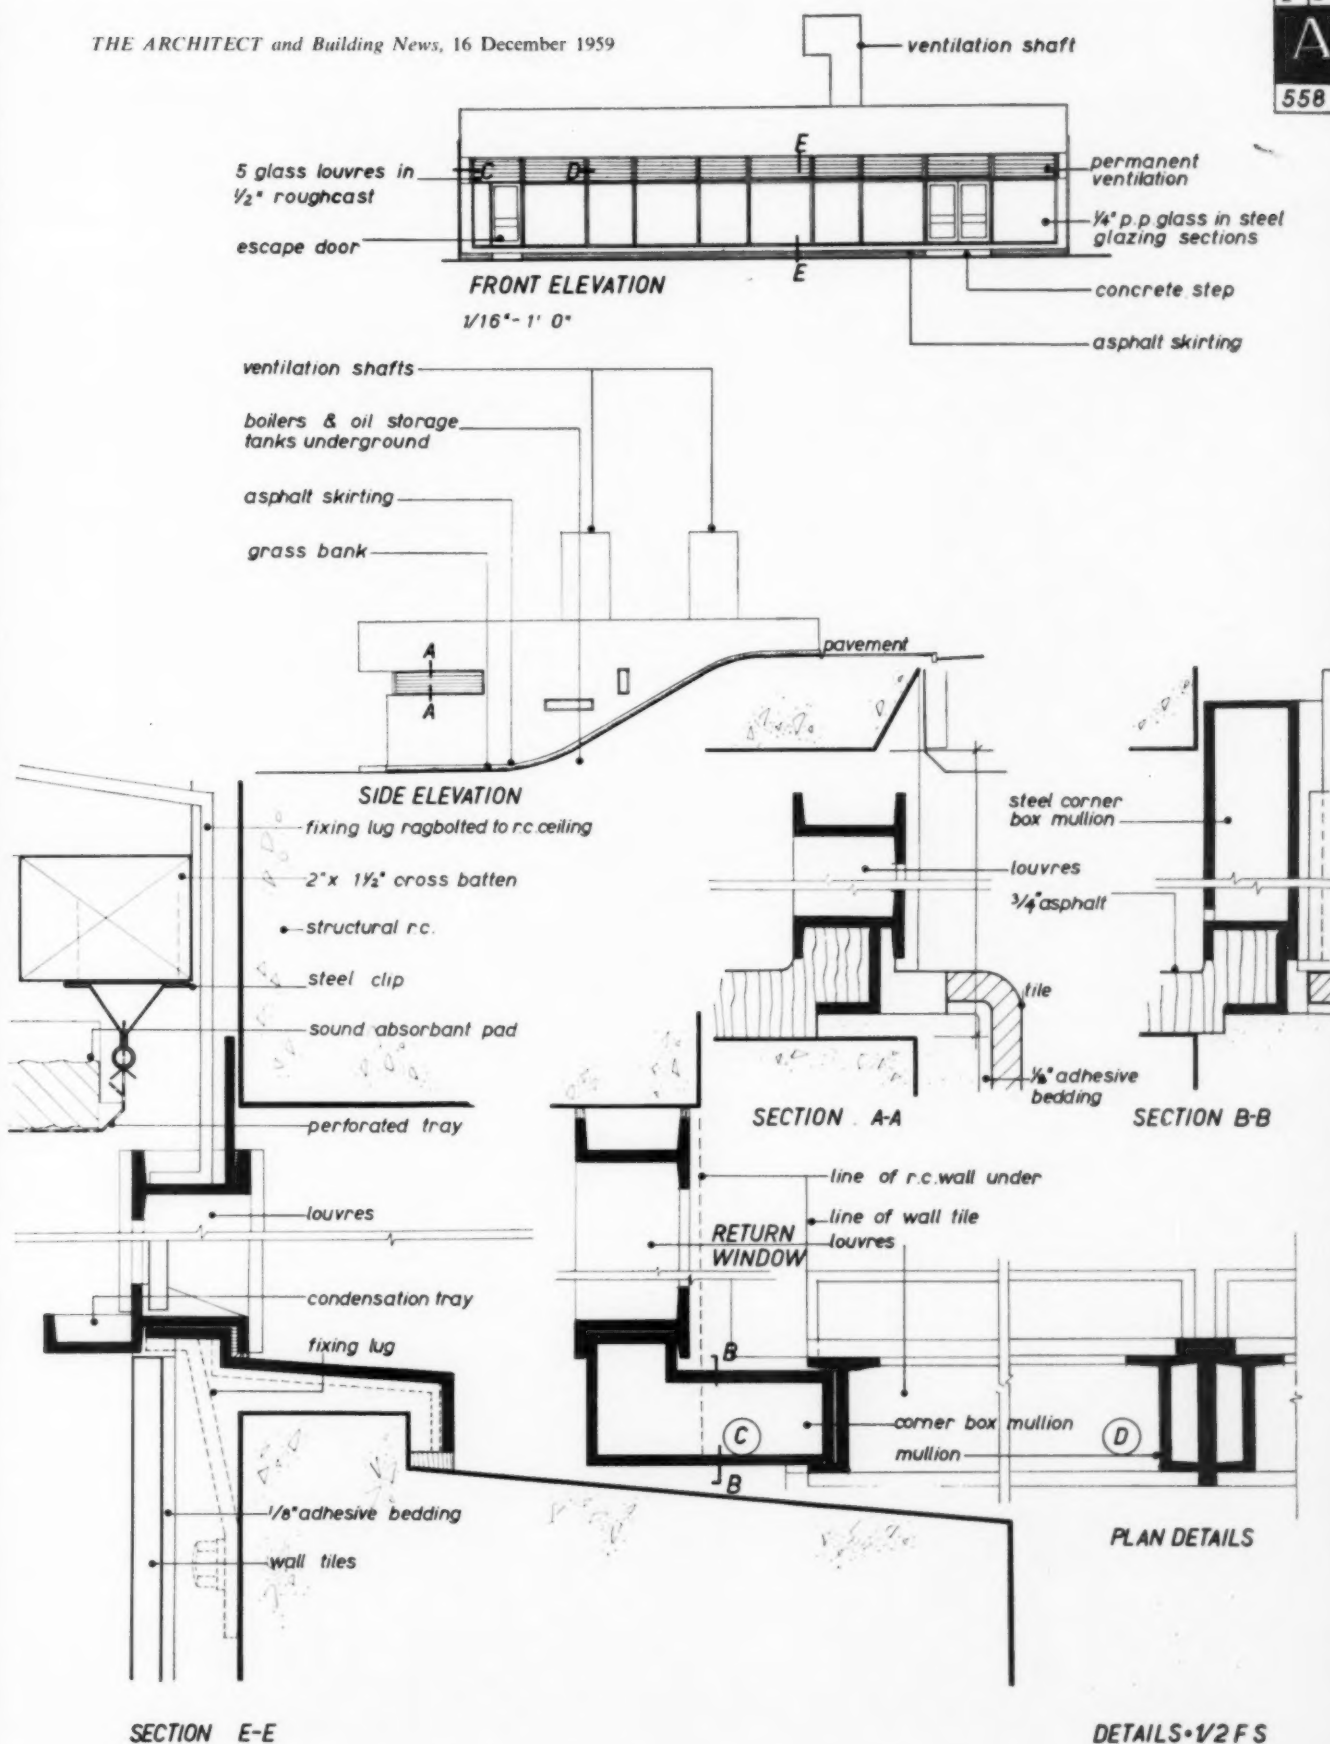 THE ARCHITECT and Building News, 16 December 1959
A
558
ventilation shaft
E
C
D
5 glass louvres in
½" roughcast
escape door
permanent
ventilation
¼" p.p. glass in steel
glazing sections
E
FRONT ELEVATION
1/16" - 1' 0"
concrete step
asphalt skirting
ventilation shafts
boilers & oil storage
tanks underground
asphalt skirting
grass bank
pavement
A
A
SIDE ELEVATION
fixing lug ragbolted to r.c. ceiling
2" x 1½" cross batten
structural r.c.
steel clip
sound absorbant pad
perforated tray
louvres
condensation tray
fixing lug
1/8" adhesive bedding
wall tiles
SECTION E-E
steel corner
box mullion
louvres
¾" asphalt
tile
⅛" adhesive
bedding
SECTION A-A
SECTION B-B
line of r.c. wall under
line of wall tile
RETURN
WINDOW
louvres
B
C
B
corner box mullion
mullion
D
PLAN DETAILS
DETAILS • 1/2 F S